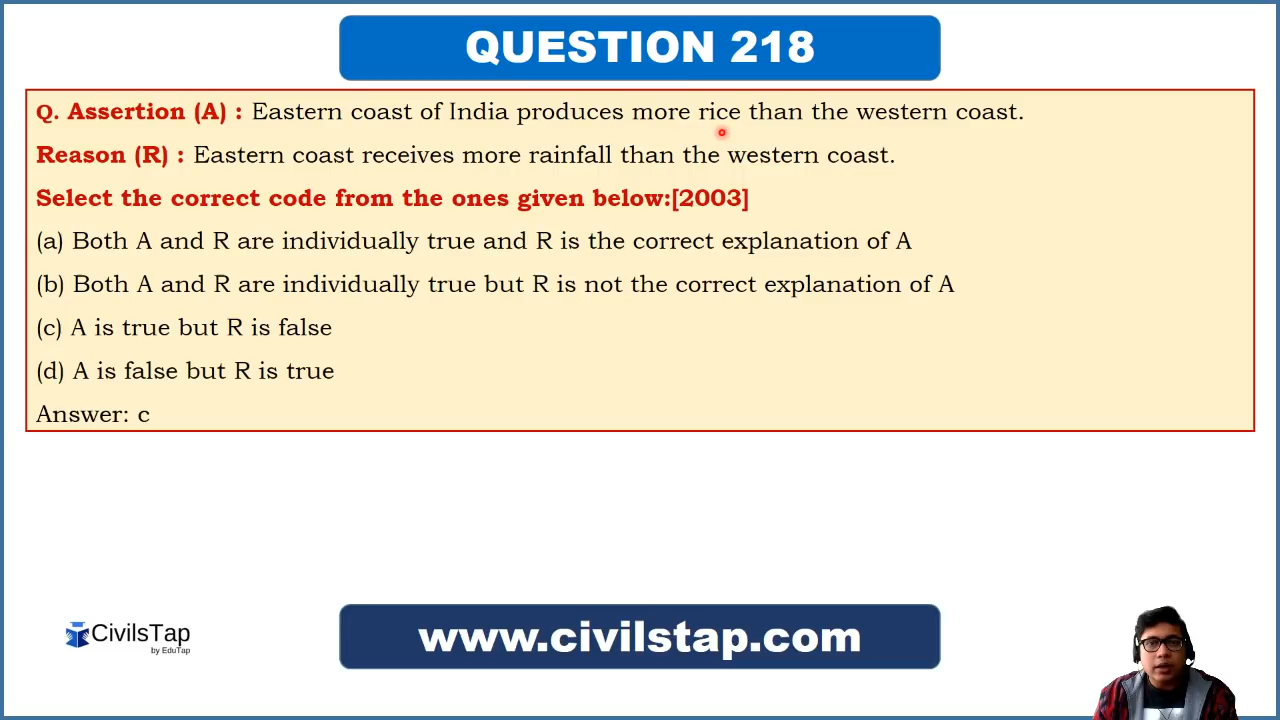 QUESTION 218
Q. Assertion (A) : Eastern coast of India produces more rice than the western coast.
Reason (R) : Eastern coast receives more rainfall than the western coast.
Select the correct code from the ones given below:[2003]
(a) Both A and R are individually true and R is the correct explanation of A
(b) Both A and R are individually true but R is not the correct explanation of A
(c) A is true but R is false
(d) A is false but R is true
Answer: c
CivilsTap
by EduTap
www.civilstap.com